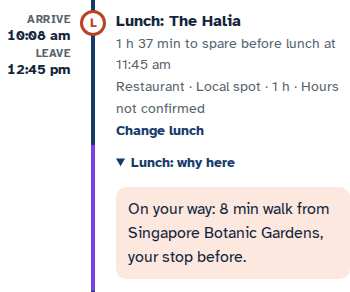 ARRIVE
10:08 am
LEAVE
12:45 pm
L
Lunch: The Halia
1 h 37 min to spare before lunch at
11:45 am
Restaurant · Local spot · 1 h · Hours
not confirmed
Change lunch
▼ Lunch: why here
On your way: 8 min walk from
Singapore Botanic Gardens,
your stop before.